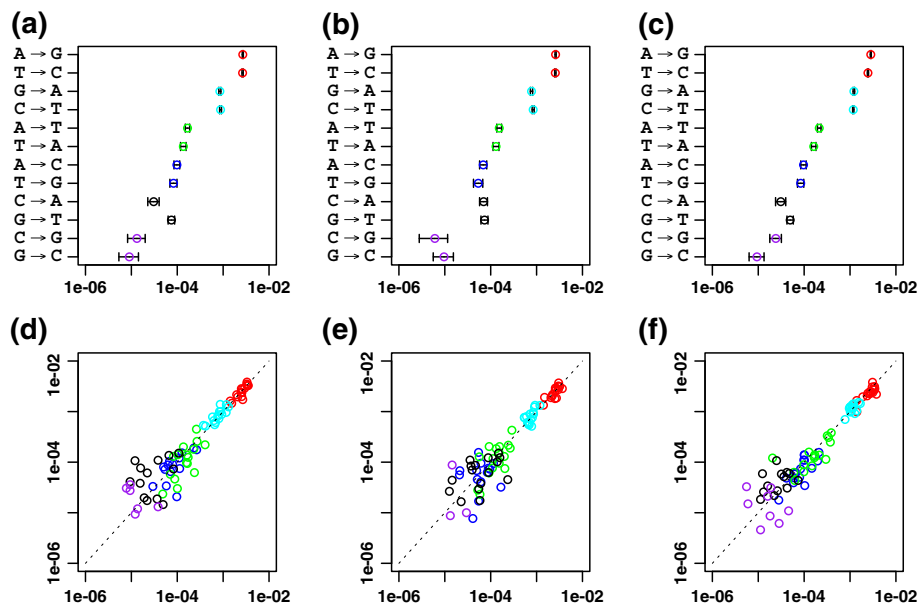 (a) (b) (c)
A → G A → G A → G
T → C T → C T → C
G → A G → A G → A
C → T C → T C → T
A → T A → T A → T
T → A T → A T → A
A → C A → C A → C
T → G T → G T → G
C → A C → A C → A
G → T G → T G → T
C → G C → G C → G
G → C G → C G → C
1e-06 1e-04 1e-02 1e-06 1e-04 1e-02 1e-06 1e-04 1e-02
(d) (e) (f)
1e-02 1e-02 1e-02
1e-04 1e-04 1e-04
1e-06 1e-06 1e-06
1e-06 1e-04 1e-02 1e-06 1e-04 1e-02 1e-06 1e-04 1e-02